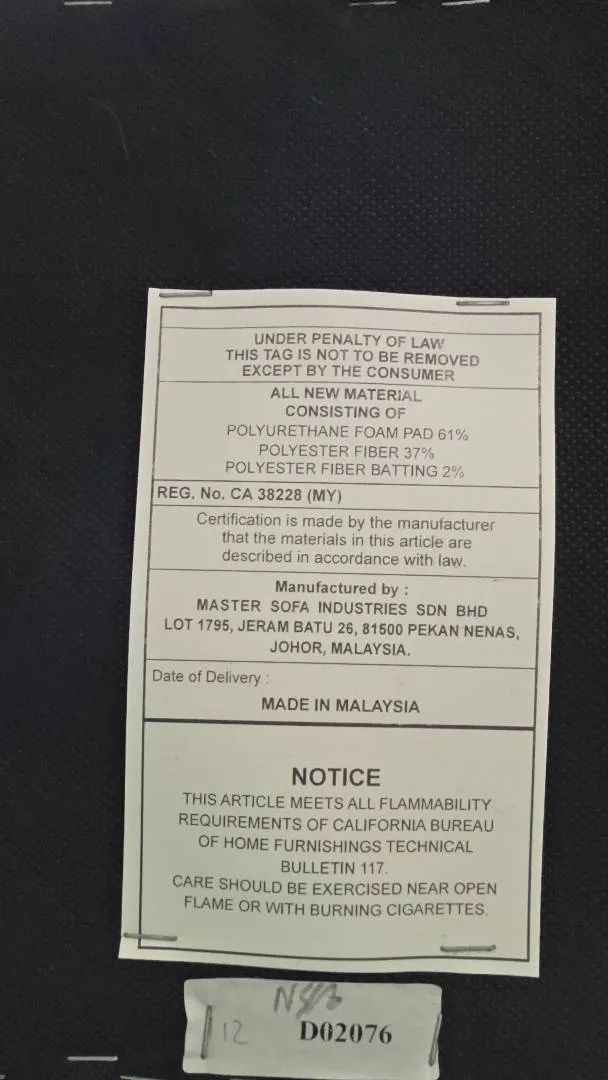 UNDER PENALTY OF LAW
THIS TAG IS NOT TO BE REMOVED
EXCEPT BY THE CONSUMER
ALL NEW MATERIAL
CONSISTING OF
POLYURETHANE FOAM PAD 61%
POLYESTER FIBER 37%
POLYESTER FIBER BATTING 2%
REG. No. CA 38228 (MY)
Certification is made by the manufacturer
that the materials in this article are
described in accordance with law.
Manufactured by :
MASTER SOFA INDUSTRIES SDN BHD
LOT 1795, JERAM BATU 26, 81500 PEKAN NENAS,
JOHOR, MALAYSIA.
Date of Delivery :
MADE IN MALAYSIA
NOTICE
THIS ARTICLE MEETS ALL FLAMMABILITY
REQUIREMENTS OF CALIFORNIA BUREAU
OF HOME FURNISHINGS TECHNICAL
BULLETIN 117.
CARE SHOULD BE EXERCISED NEAR OPEN
FLAME OR WITH BURNING CIGARETTES.
12 D02076